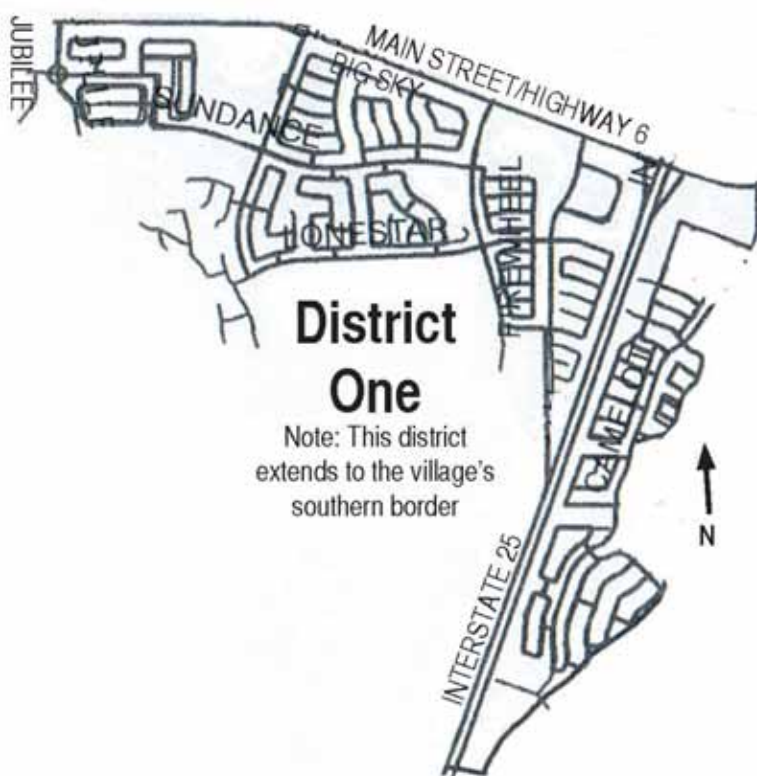 JUBILEE
MAIN STREET/HIGHWAY 6
BIG SKY
SUNDANCE
LONESTAR
FIREWHEEL
District
One
Note: This district
extends to the village's
southern border
CAMELOT
N
INTERSTATE 25